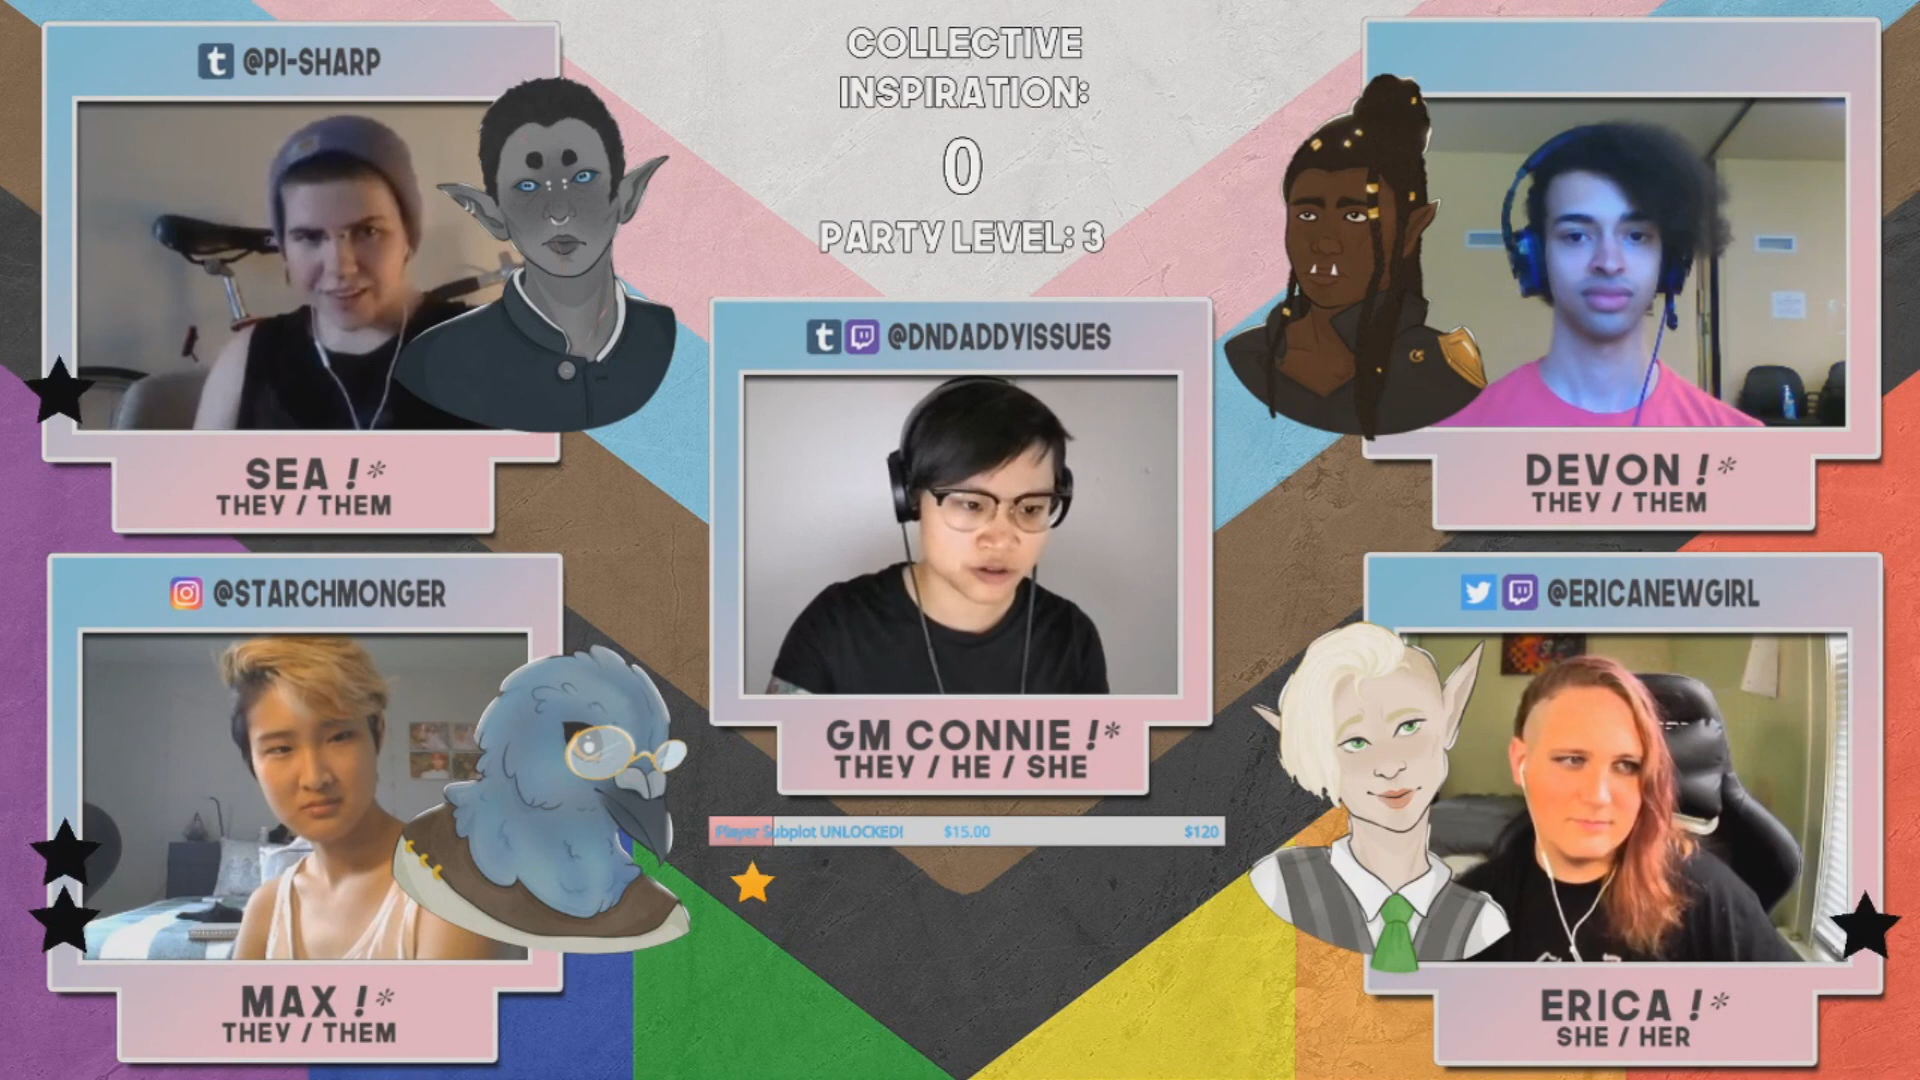 @PI-SHARP
SEA !*
THEY / THEM
COLLECTIVE
INSPIRATION:
0
PARTY LEVEL: 3
DEVON !*
THEY / THEM
@DNDADDYISSUES
GM CONNIE !*
THEY / HE / SHE
@STARCHMONGER
MAX !*
THEY / THEM
@ERICANEWGIRL
ERICA !*
SHE / HER
Player Subplot UNLOCKED! $15.00 $120